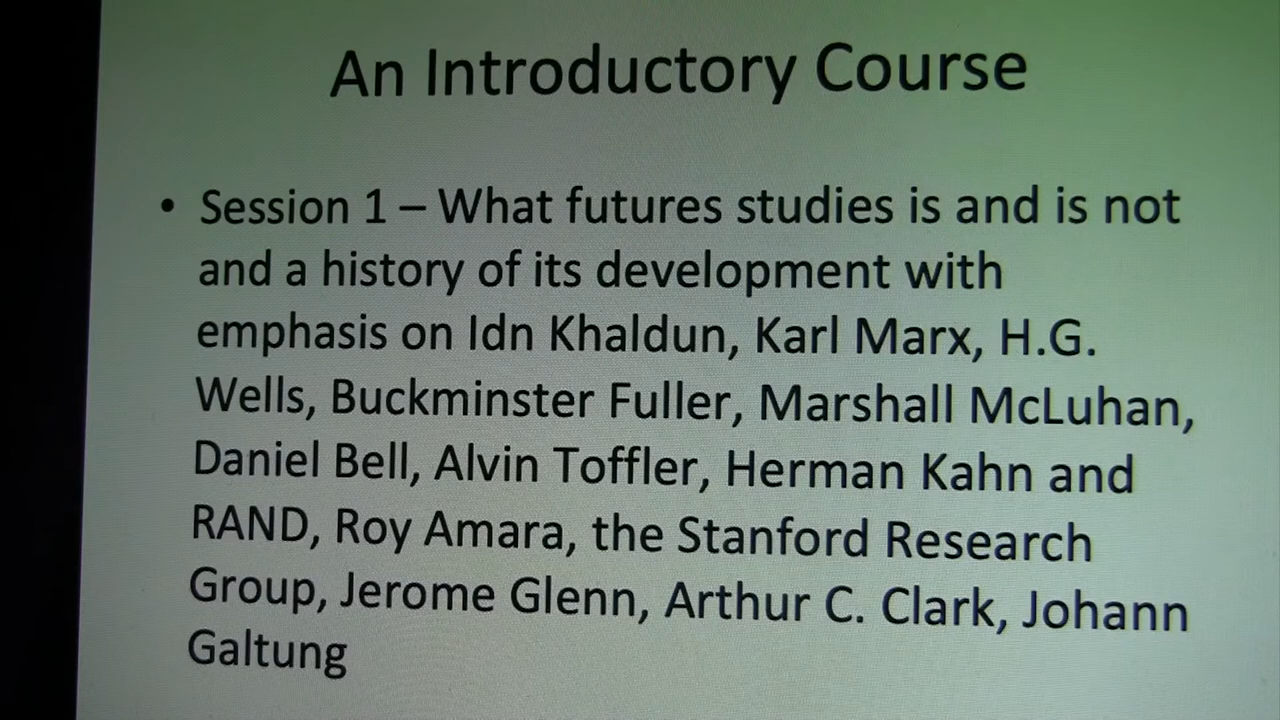 An Introductory Course
• Session 1 – What futures studies is and is not
and a history of its development with
emphasis on Idn Khaldun, Karl Marx, H.G.
Wells, Buckminster Fuller, Marshall McLuhan,
Daniel Bell, Alvin Toffler, Herman Kahn and
RAND, Roy Amara, the Stanford Research
Group, Jerome Glenn, Arthur C. Clark, Johann
Galtung